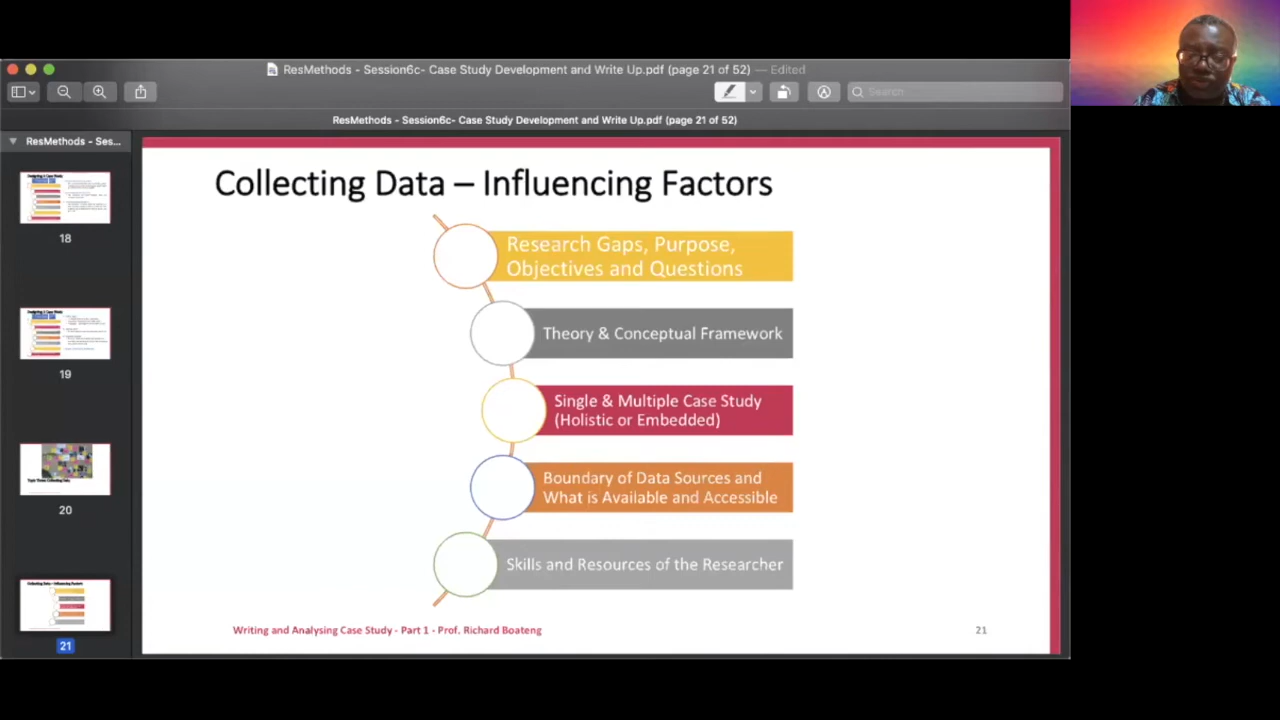 ResMethods - Session6c- Case Study Development and Write Up.pdf (page 21 of 52) — Edited
Search
ResMethods - Session6c- Case Study Development and Write Up.pdf (page 21 of 52)
ResMethods - Ses...
18
19
20
21
Collecting Data – Influencing Factors
Research Gaps, Purpose,
Objectives and Questions
Theory & Conceptual Framework
Single & Multiple Case Study
(Holistic or Embedded)
Boundary of Data Sources and
What is Available and Accessible
Skills and Resources of the Researcher
Writing and Analysing Case Study - Part 1 - Prof. Richard Boateng
21